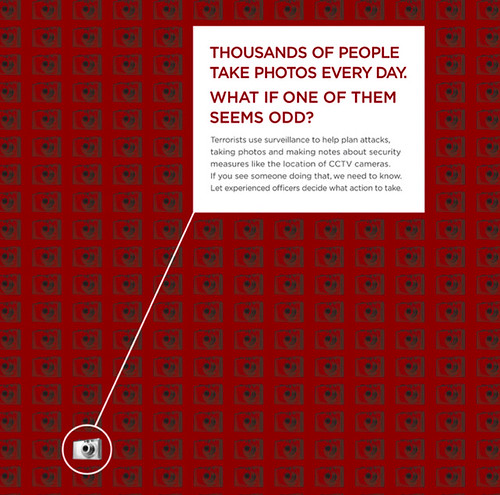 THOUSANDS OF PEOPLE
TAKE PHOTOS EVERY DAY.
WHAT IF ONE OF THEM
SEEMS ODD?
Terrorists use surveillance to help plan attacks,
taking photos and making notes about security
measures like the location of CCTV cameras.
If you see someone doing that, we need to know.
Let experienced officers decide what action to take.